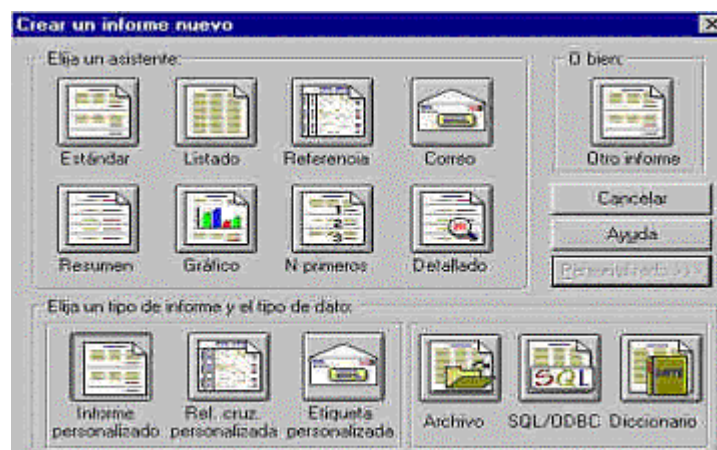 Crear un informe nuevo
Elija un asistente:
O bien:
Estándar
Listado
Referencia
Correo
Otro informe
Cancelar
Resumen
Gráfico
N primeros
Detallado
Ayuda
Personalizado >>>
Elija un tipo de informe y el tipo de dato:
Informe
personalizado
Rel. cruz.
personalizada
Etiqueta
personalizada
Archivo
SQL
SQL/ODBC
Diccionario